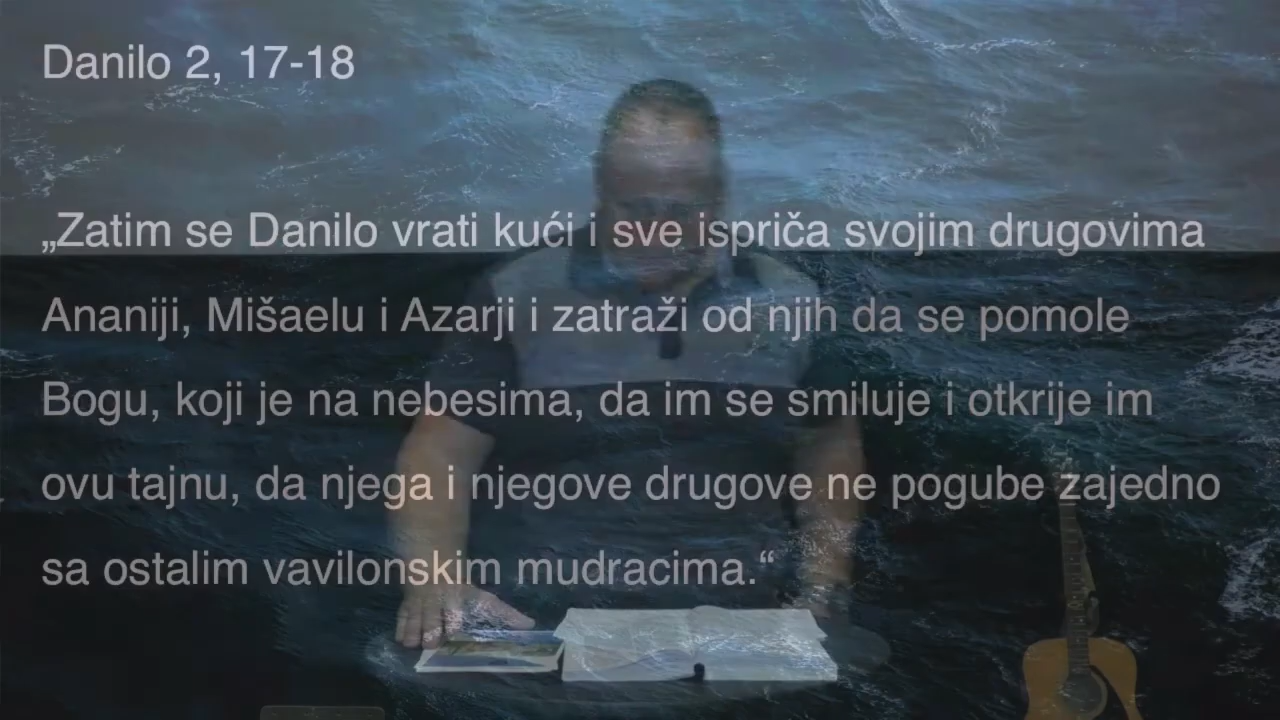 Danilo 2, 17-18
„Zatim se Danilo vrati kući i sve ispriča svojim drugovima
Ananiji, Mišaelu i Azarji i zatraži od njih da se pomole
Bogu, koji je na nebesima, da im se smiluje i otkrije im
ovu tajnu, da njega i njegove drugove ne pogube zajedno
sa ostalim vavilonskim mudracima.“